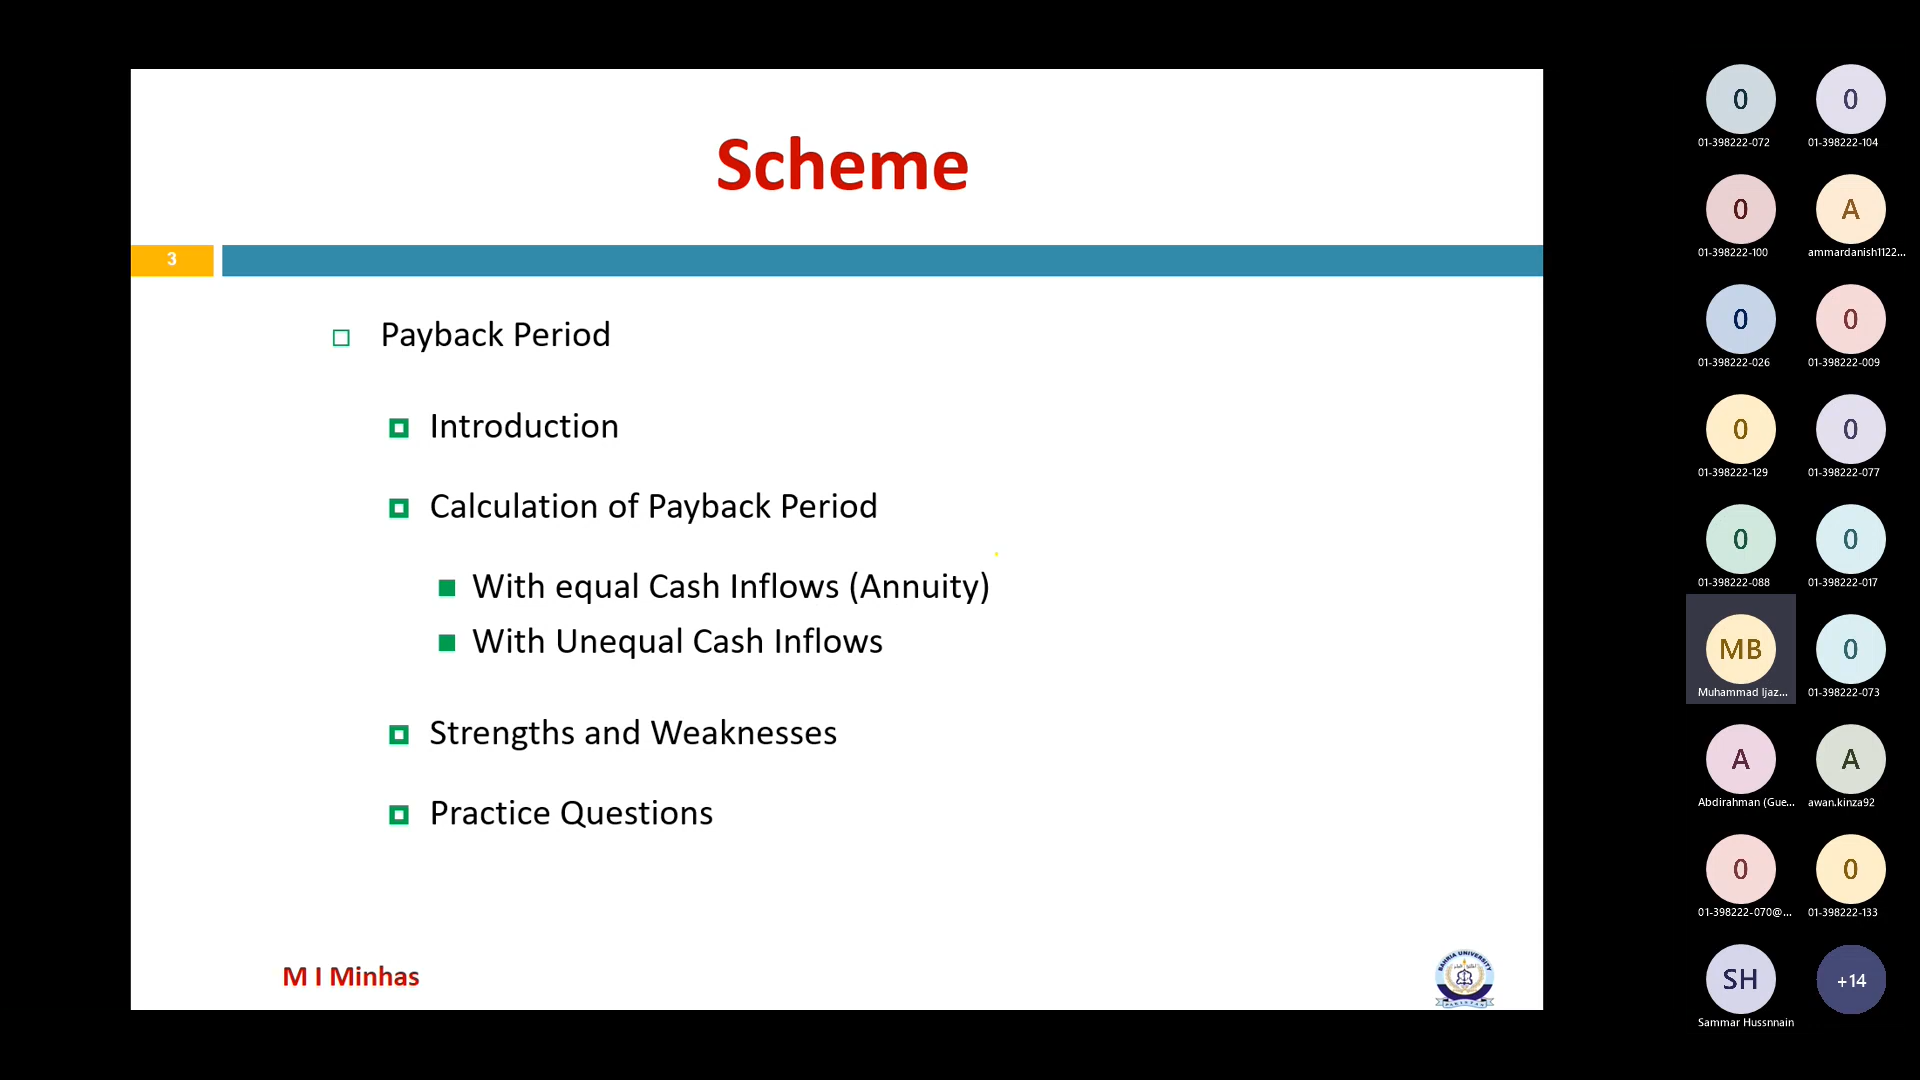 Scheme
3
Payback Period
Introduction
Calculation of Payback Period
With equal Cash Inflows (Annuity)
With Unequal Cash Inflows
Strengths and Weaknesses
Practice Questions
M I Minhas
BAHRIA UNIVERSITY
PAKISTAN
0 0
01-398222-072 01-398222-104
0 A
01-398222-100 ammardanish1122...
0 0
01-398222-026 01-398222-009
0 0
01-398222-129 01-398222-077
0 0
01-398222-088 01-398222-017
MB 0
Muhammad Ijaz... 01-398222-073
A A
Abdirahman (Gue... awan.kinza92
0 0
01-398222-070@... 01-398222-133
SH +14
Sammar Hussnnain